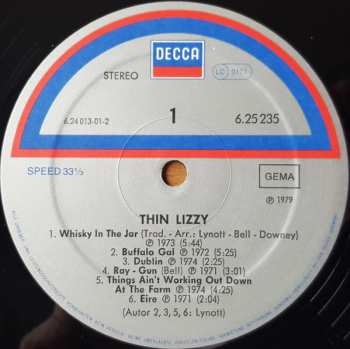 DECCA
STEREO
LC 0171
6.24 013-01-2
1
6.25 235
SPEED 33⅓
GEMA
℗ 1979
THIN LIZZY
1. Whisky In The Jar (Trad. - Arr.: Lynott - Bell - Downey)
℗ 1973 (5:44)
2. Buffalo Gal ℗ 1972 (5:25)
3. Dublin ℗ 1974 (2:25)
4. Ray - Gun (Bell) ℗ 1971 (3:01)
5. Things Ain't Working Out Down
At The Farm ℗ 1974 (4:25)
6. Eire ℗ 1971 (2:04)
(Autor 2, 3, 5, 6: Lynott)